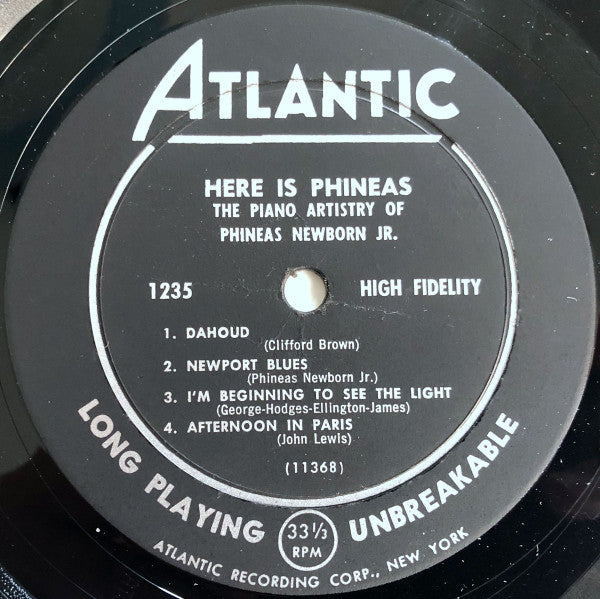 ATLANTIC
HERE IS PHINEAS
THE PIANO ARTISTRY OF
PHINEAS NEWBORN JR.
1235
HIGH FIDELITY
1. DAHOUD
(Clifford Brown)
2. NEWPORT BLUES
(Phineas Newborn Jr.)
3. I'M BEGINNING TO SEE THE LIGHT
(George-Hodges-Ellington-James)
4. AFTERNOON IN PARIS
(John Lewis)
(11368)
LONG PLAYING 33 1/3 RPM UNBREAKABLE
ATLANTIC RECORDING CORP., NEW YORK